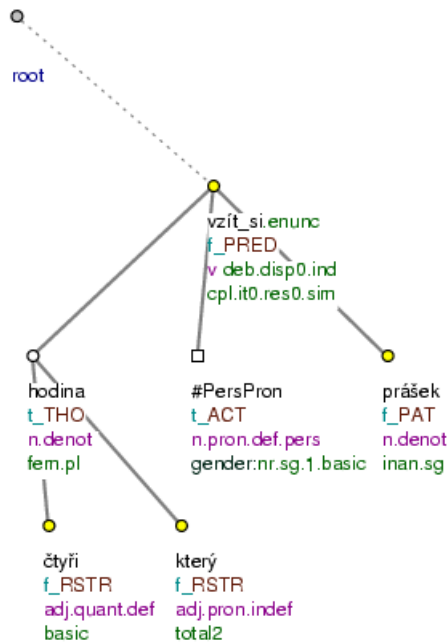 root
vzít_si.enunc
f_PRED
v deb.disp0.ind
cpl.it0.res0.sim
hodina
t_THO
n.denot
fem.pl
#PersPron
t_ACT
n.pron.def.pers
gender:nr.sg.1.basic
prášek
f_PAT
n.denot
inan.sg
čtyři
f_RSTR
adj.quant.def
basic
který
f_RSTR
adj.pron.indef
total2